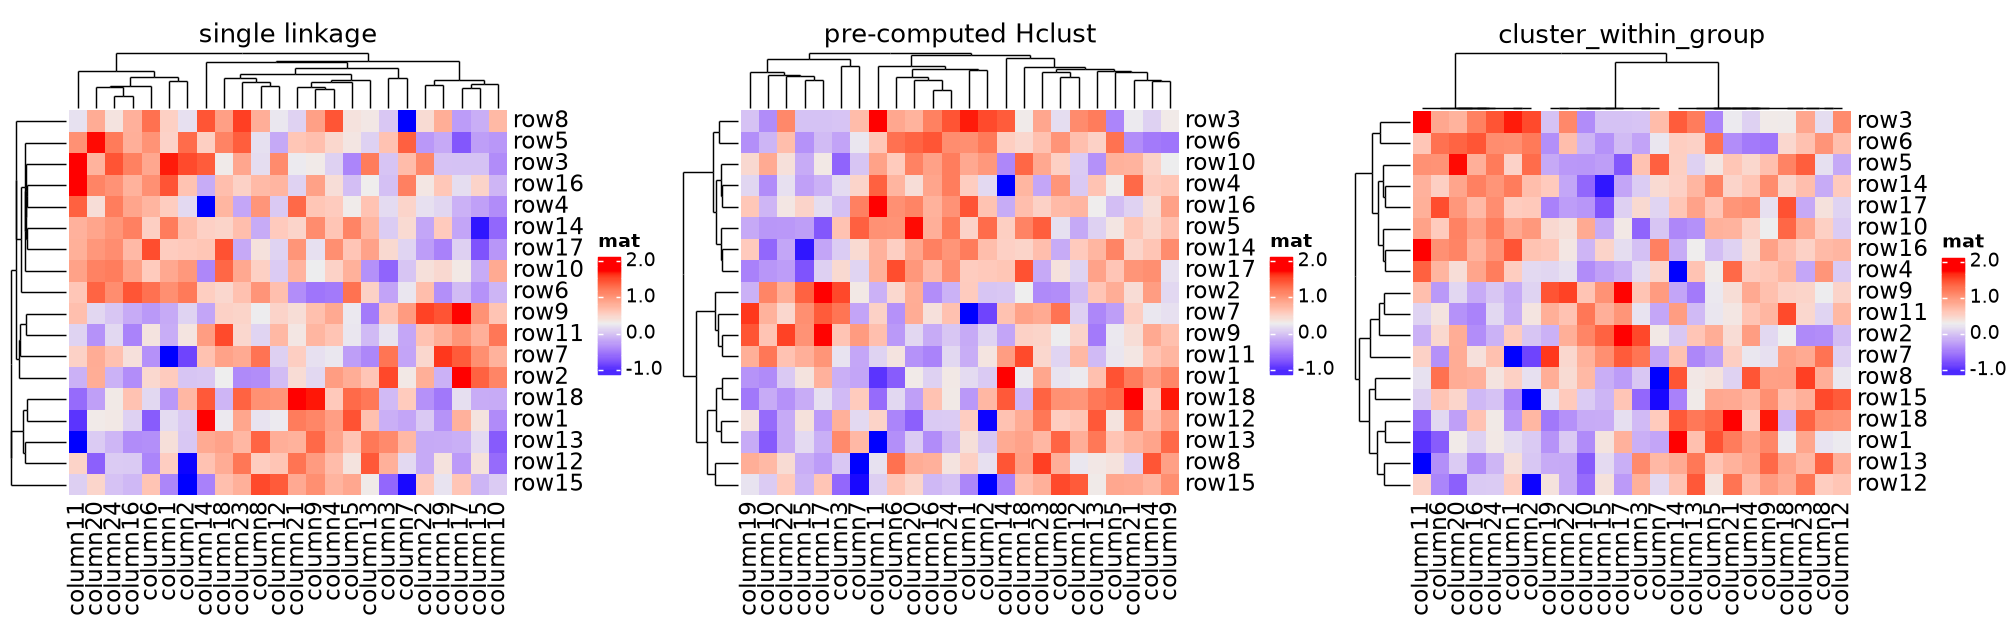 single linkage
row8
row5
row3
row16
row4
row14
row17
row10
row6
row9
row11
row7
row2
row18
row1
row13
row12
row15
column11
column20
column24
column16
column6
column1
column2
column14
column18
column23
column8
column12
column21
column9
column4
column5
column13
column3
column7
column22
column19
column17
column15
column10
mat
2.0
1.0
0.0
-1.0
pre-computed Hclust
row3
row6
row10
row4
row16
row5
row14
row17
row2
row7
row9
row11
row1
row18
row12
row13
row8
row15
column19
column10
column22
column15
column17
column3
column7
column11
column6
column20
column16
column24
column1
column2
column14
column18
column23
column8
column12
column13
column5
column21
column4
column9
mat
2.0
1.0
0.0
-1.0
cluster_within_group
row3
row6
row5
row14
row17
row10
row16
row4
row9
row11
row2
row7
row8
row15
row18
row1
row13
row12
column11
column6
column20
column16
column24
column1
column2
column19
column22
column10
column15
column17
column3
column7
column14
column13
column5
column21
column4
column9
column18
column23
column8
column12
mat
2.0
1.0
0.0
-1.0